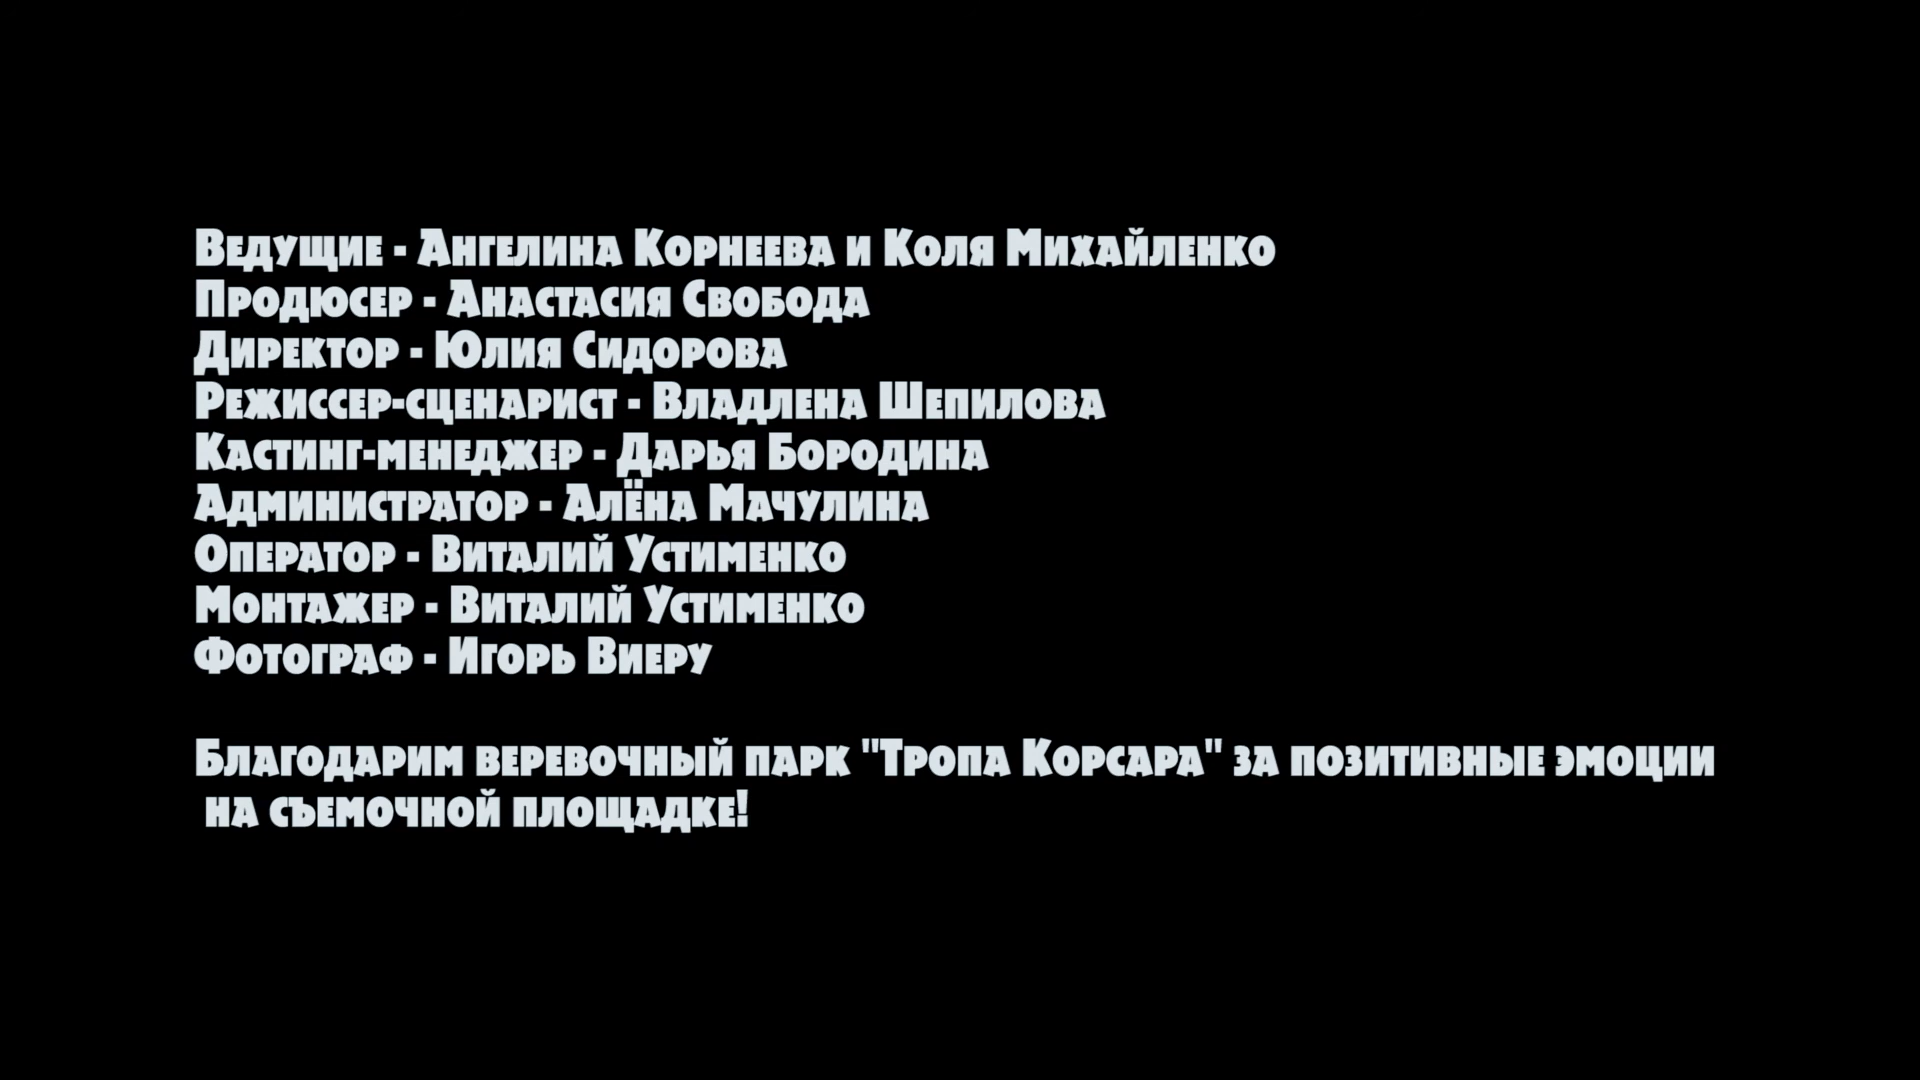 Ведущие - Ангелина Корнеева и Коля Михайленко
Продюсер - Анастасия Свобода
Директор - Юлия Сидорова
Режиссер-сценарист - Владлена Шепилова
Кастинг-менеджер - Дарья Бородина
Администратор - Алёна Мачулина
Оператор - Виталий Устименко
Монтажер - Виталий Устименко
Фотограф - Игорь Виеру
Благодарим веревочный парк "Тропа Корсара" за позитивные эмоции
на съемочной площадке!